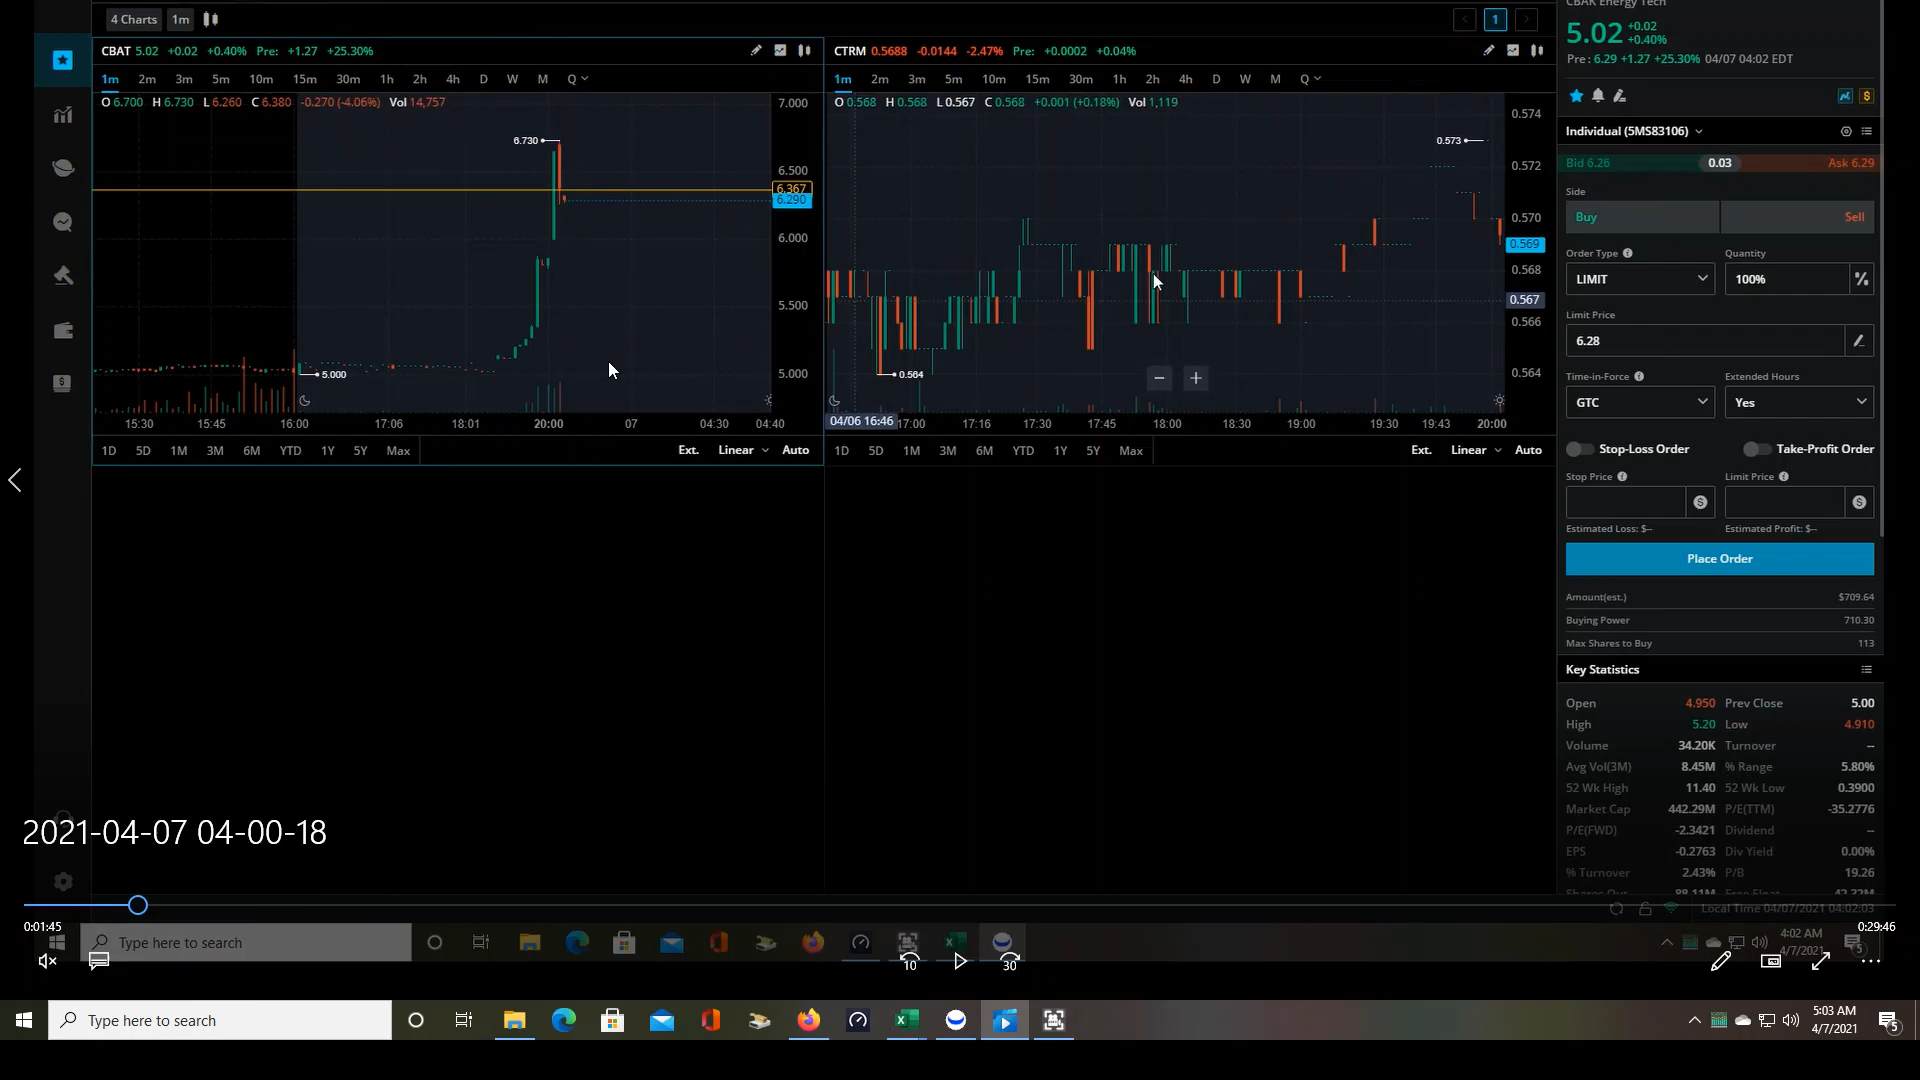 4 Charts 1m
< 1 >
CBAK Energy Tech
5.02 +0.02 +0.40%
Pre : 6.29 +1.27 +25.30% 04/07 04:02 EDT
CBAT 5.02 +0.02 +0.40% Pre: +1.27 +25.30%
1m 2m 3m 5m 10m 15m 30m 1h 2h 4h D W M Q
O 6.700 H 6.730 L 6.260 C 6.380 -0.270 (-4.06%) Vol 14,757
7.000
6.730
6.500
6.367
6.290
6.000
5.500
5.000
5.000
15:30 15:45 16:00 17:06 18:01 20:00 07 04:30 04:40
1D 5D 1M 3M 6M YTD 1Y 5Y Max Ext. Linear Auto
CTRM 0.5688 -0.0144 -2.47% Pre: +0.0002 +0.04%
1m 2m 3m 5m 10m 15m 30m 1h 2h 4h D W M Q
O 0.568 H 0.568 L 0.567 C 0.568 +0.001 (+0.18%) Vol 1,119
0.574
0.573
0.572
0.570
0.569
0.568
0.567
0.566
0.564
0.564
04/06 16:46 17:00 17:16 17:30 17:45 18:00 18:30 19:00 19:30 19:43 20:00
1D 5D 1M 3M 6M YTD 1Y 5Y Max Ext. Linear Auto
Individual (5MS83106)
Bid 6.26 0.03 Ask 6.29
Side
Buy Sell
Order Type Quantity
LIMIT 100%
Limit Price
6.28
Time-in-Force Extended Hours
GTC Yes
Stop-Loss Order Take-Profit Order
Stop Price Limit Price
Estimated Loss: $-- Estimated Profit: $--
Place Order
Amount(est.) $709.64
Buying Power 710.30
Max Shares to Buy 113
Key Statistics
Open 4.950 Prev Close 5.00
High 5.20 Low 4.910
Volume 34.20K Turnover --
Avg Vol(3M) 8.45M % Range 5.80%
52 Wk High 11.40 52 Wk Low 0.3900
Market Cap 442.29M P/E(TTM) -35.2776
P/E(FWD) -2.3421 Dividend --
EPS -0.2763 Div Yield 0.00%
% Turnover 2.43% P/B 19.26
Shares Out 88.11M Free Float 42.32M
Local Time 04/07/2021 04:02:03
2021-04-07 04-00-18
0:01:45 0:29:46
Type here to search
4:02 AM
4/7/2021
5
10 30
Type here to search
5:03 AM
4/7/2021
5